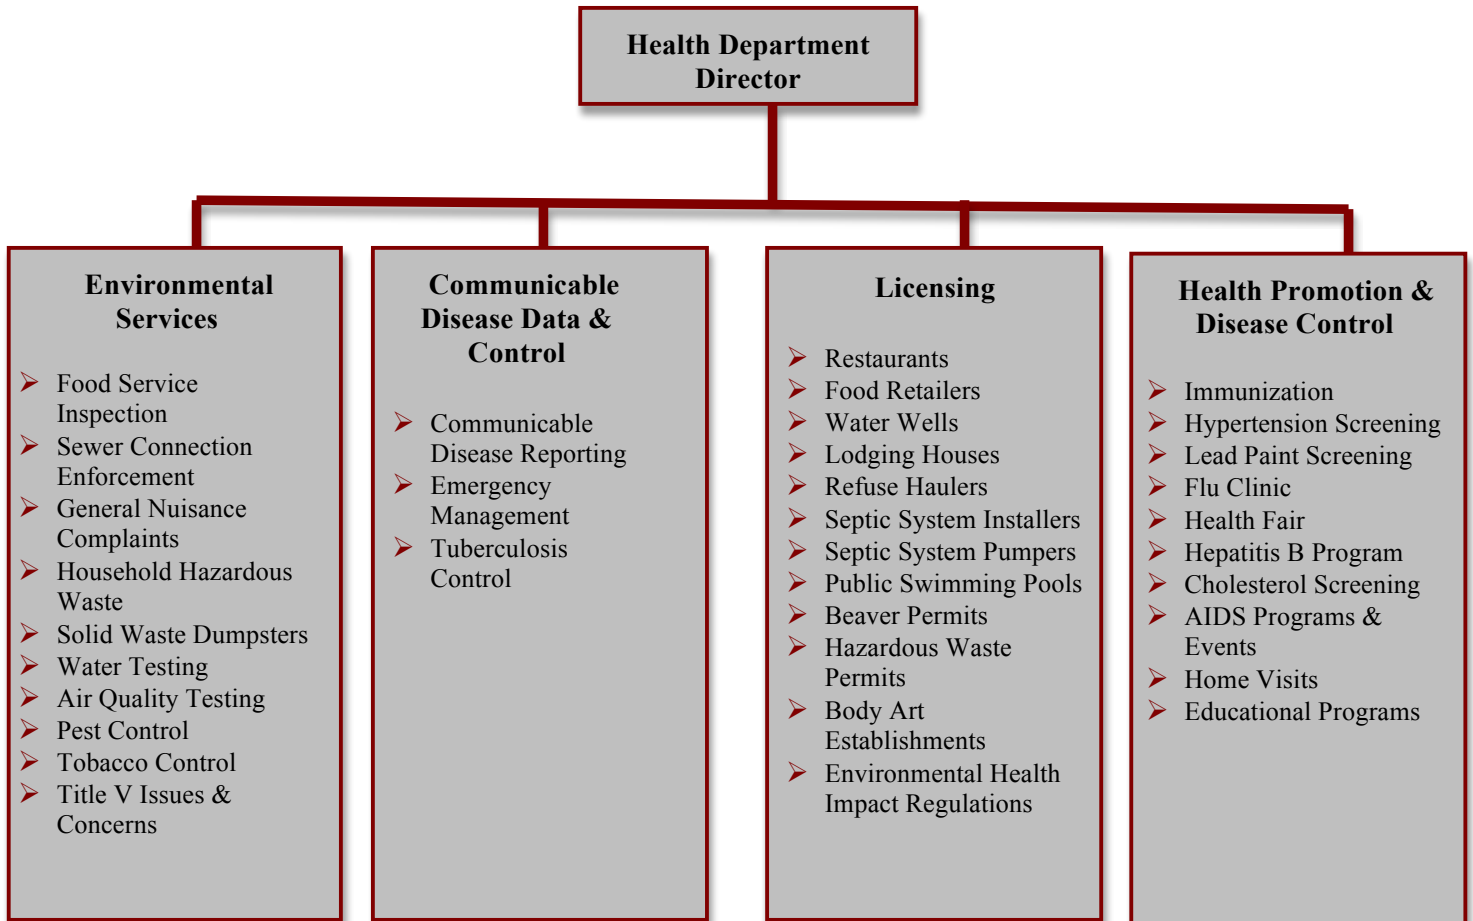 Health Department
Director
Environmental
Services
Food Service
Inspection
Sewer Connection
Enforcement
General Nuisance
Complaints
Household Hazardous
Waste
Solid Waste Dumpsters
Water Testing
Air Quality Testing
Pest Control
Tobacco Control
Title V Issues &
Concerns
Communicable
Disease Data &
Control
Communicable
Disease Reporting
Emergency
Management
Tuberculosis
Control
Licensing
Restaurants
Food Retailers
Water Wells
Lodging Houses
Refuse Haulers
Septic System Installers
Septic System Pumpers
Public Swimming Pools
Beaver Permits
Hazardous Waste
Permits
Body Art
Establishments
Environmental Health
Impact Regulations
Health Promotion &
Disease Control
Immunization
Hypertension Screening
Lead Paint Screening
Flu Clinic
Health Fair
Hepatitis B Program
Cholesterol Screening
AIDS Programs &
Events
Home Visits
Educational Programs